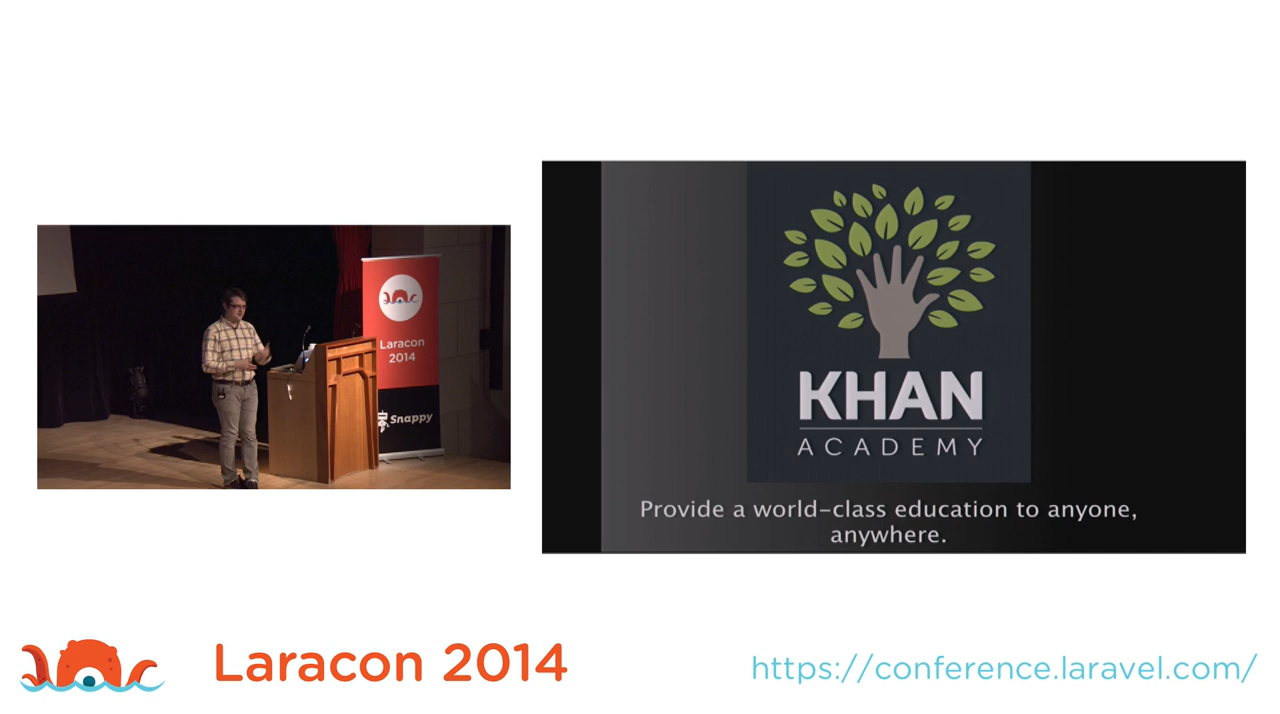 Laracon
2014
Snappy
KHAN
ACADEMY
Provide a world-class education to anyone,
anywhere.
Laracon 2014
https://conference.laravel.com/